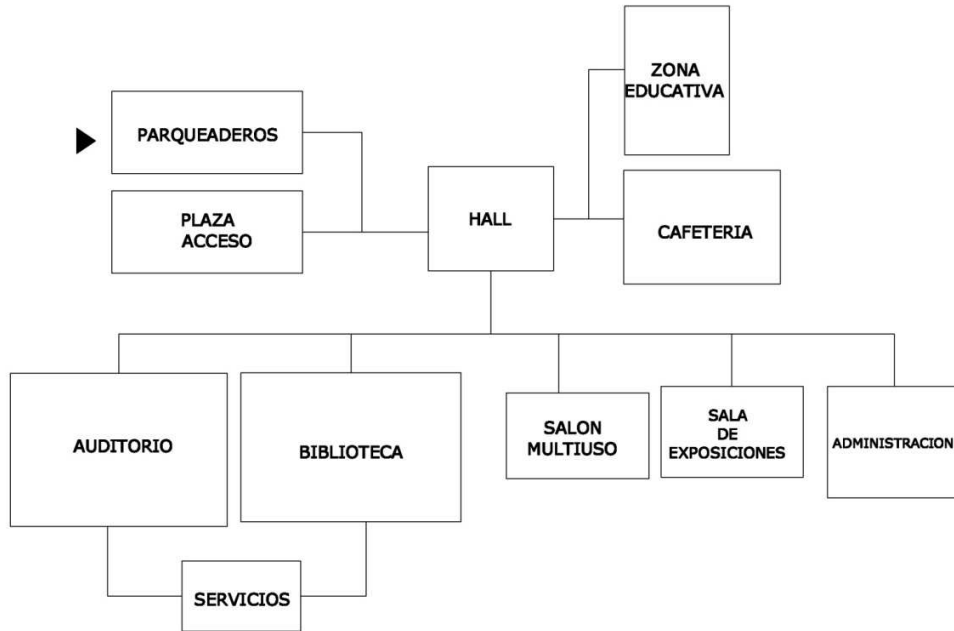 ZONA
EDUCATIVA
PARQUEADEROS
PLAZA
ACCESO
HALL
CAFETERIA
AUDITORIO
BIBLIOTECA
SALON
MULTIUSO
SALA
DE
EXPOSICIONES
ADMINISTRACION
SERVICIOS